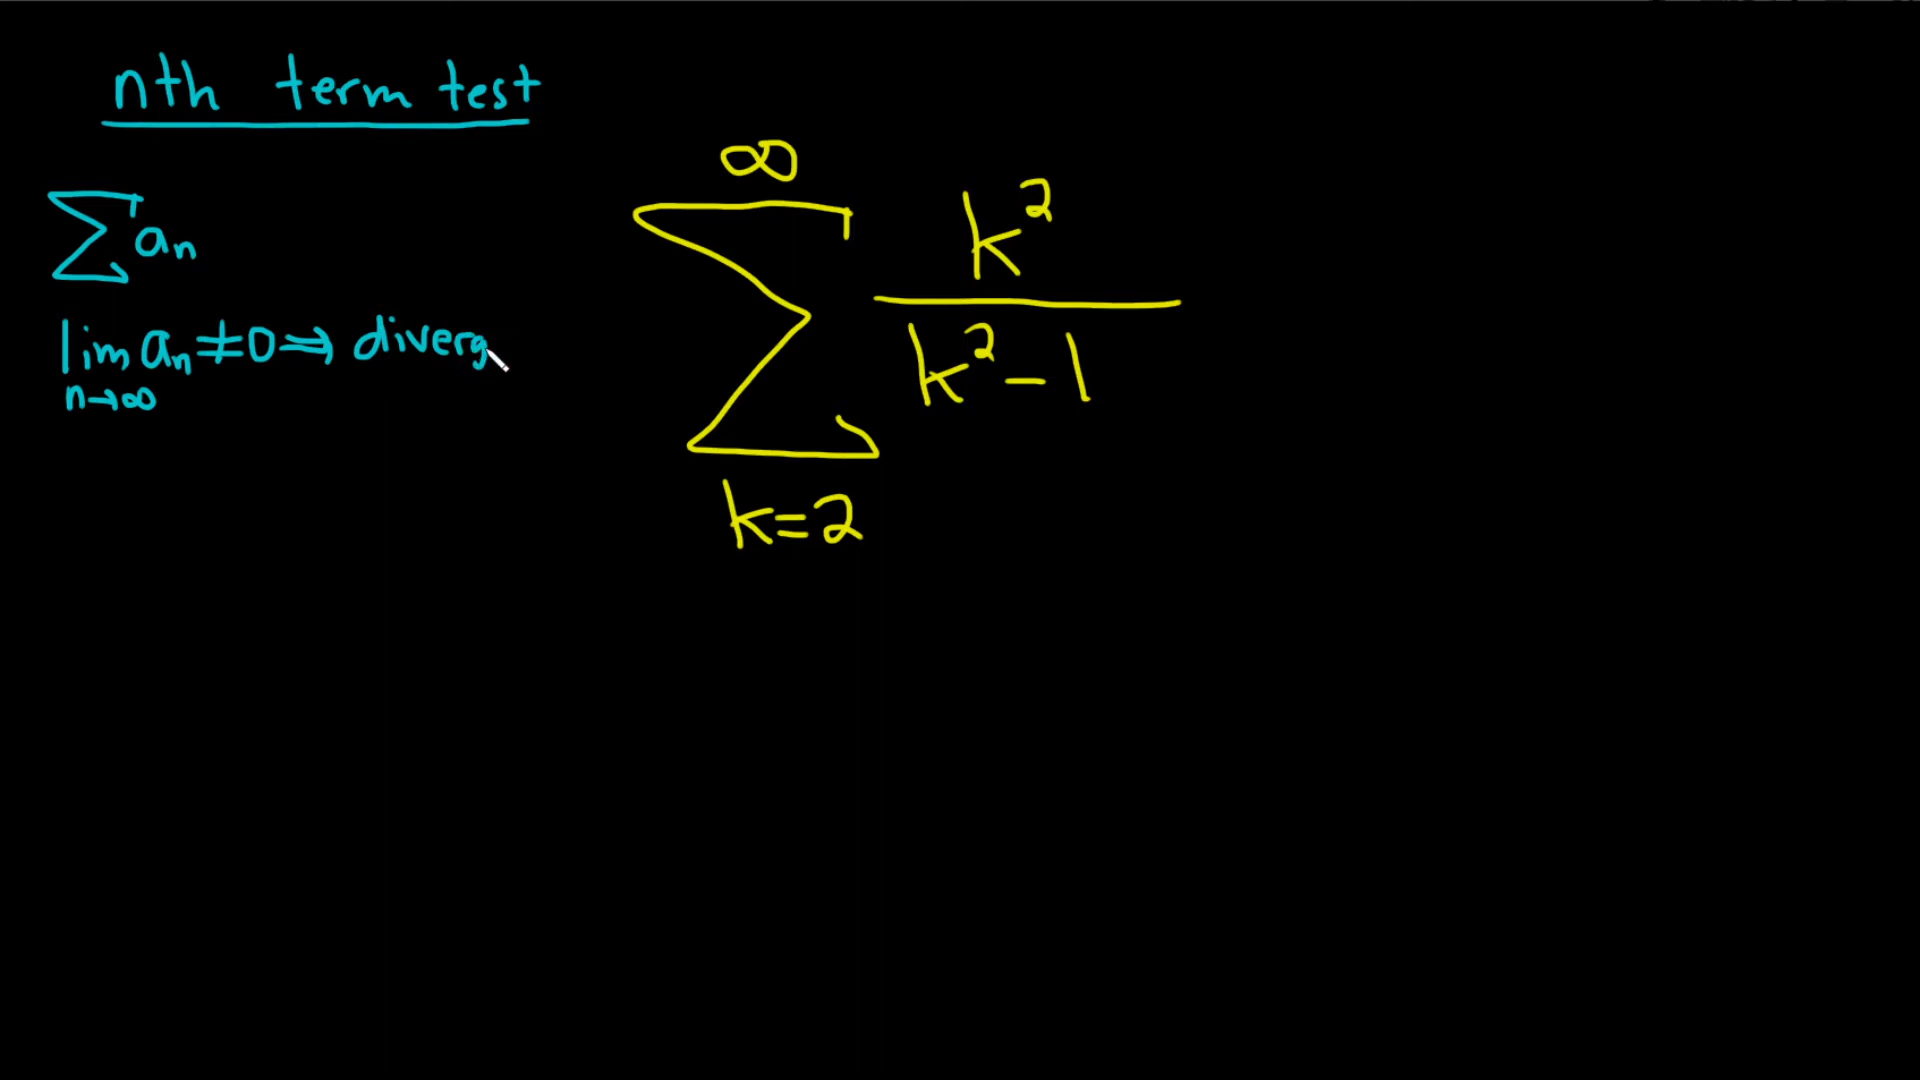 nth term test
∑ aₙ
lim aₙ ≠ 0 ⇒ diverg
n→∞
∞
∑ k²/(k²-1)
k=2